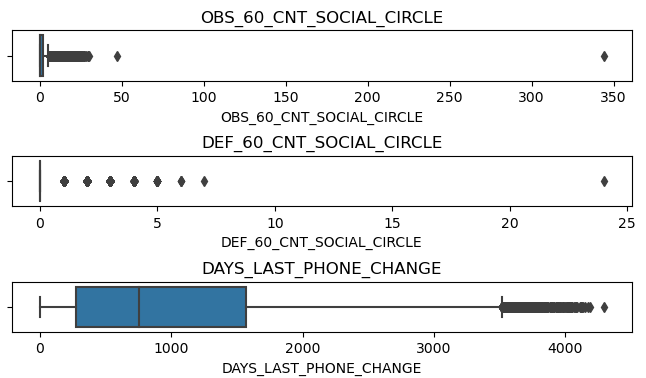 OBS_60_CNT_SOCIAL_CIRCLE
0 50 100 150 200 250 300 350
OBS_60_CNT_SOCIAL_CIRCLE
DEF_60_CNT_SOCIAL_CIRCLE
0 5 10 15 20 25
DEF_60_CNT_SOCIAL_CIRCLE
DAYS_LAST_PHONE_CHANGE
0 1000 2000 3000 4000
DAYS_LAST_PHONE_CHANGE